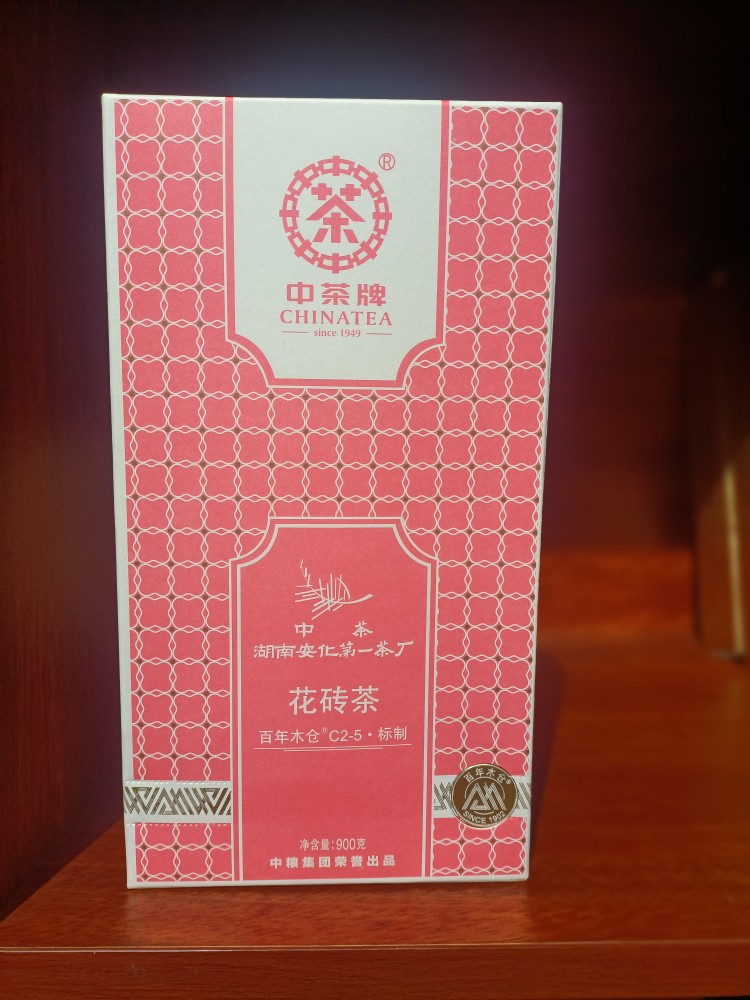 茶®
中茶牌
CHINATEA
since 1949
中 茶
湖南安化第一茶厂
花砖茶
百年木仓®C2-5·标制
百年木仓®
SINCE 1902
净含量:900克
中粮集团荣誉出品